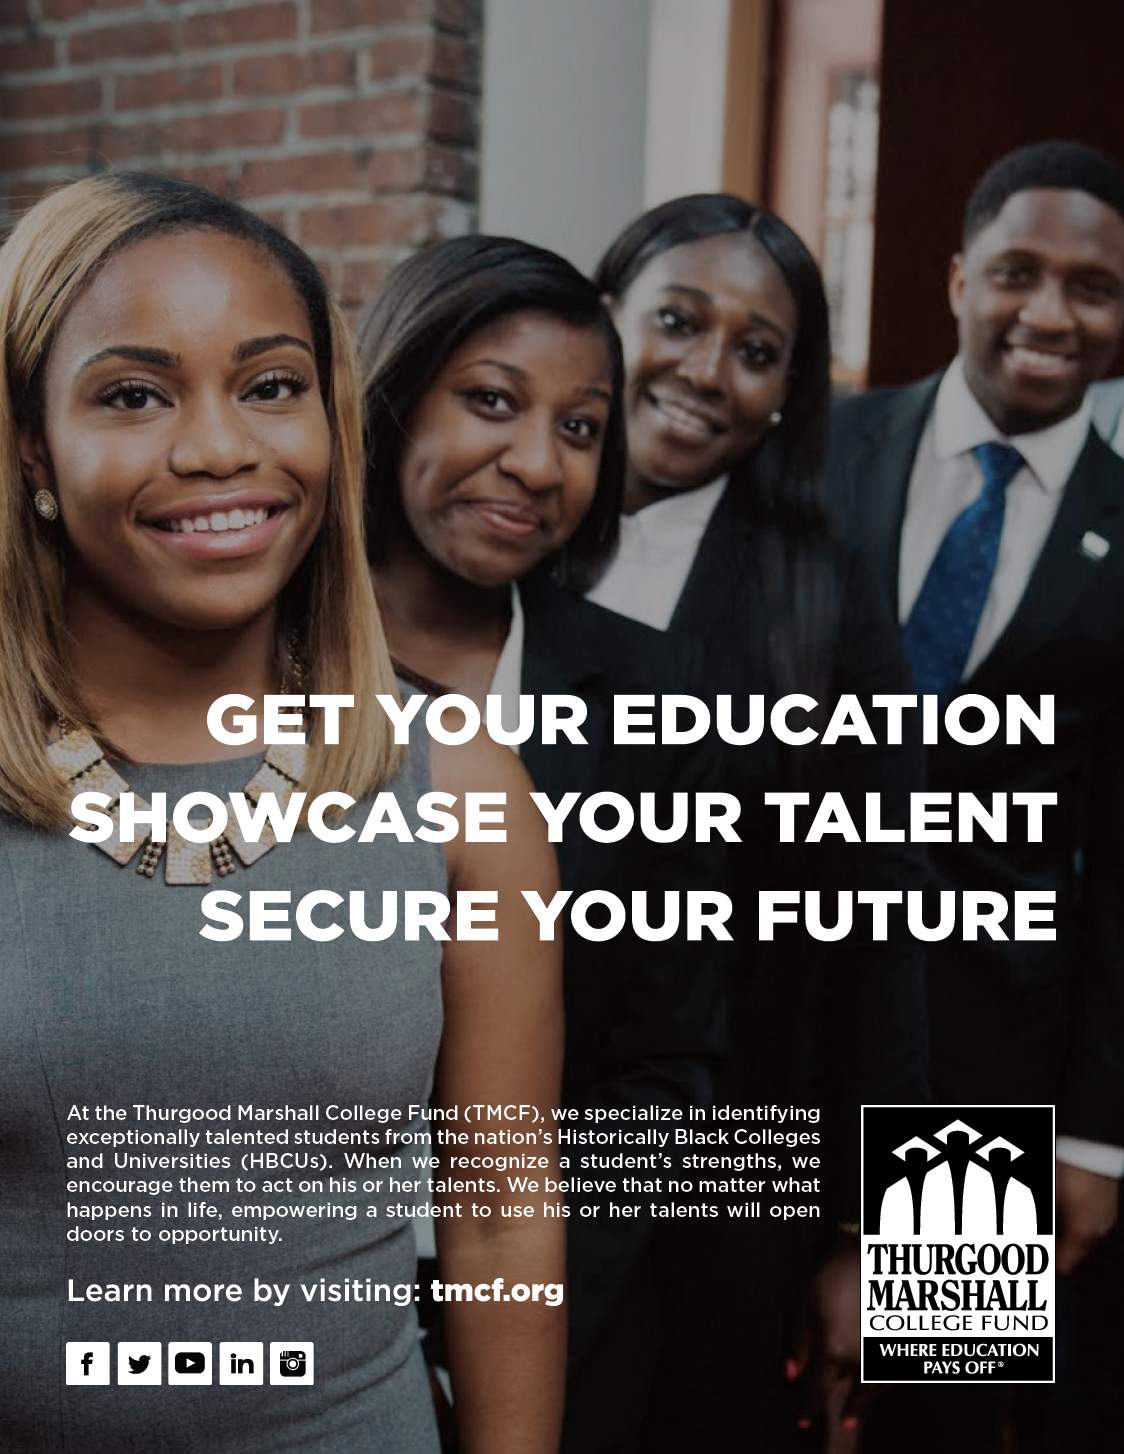 GET YOUR EDUCATION
SHOWCASE YOUR TALENT
SECURE YOUR FUTURE
At the Thurgood Marshall College Fund (TMCF), we specialize in identifying
exceptionally talented students from the nation's Historically Black Colleges
and Universities (HBCUs). When we recognize a student's strengths, we
encourage them to act on his or her talents. We believe that no matter what
happens in life, empowering a student to use his or her talents will open
doors to opportunity.
Learn more by visiting: tmcf.org
THURGOOD
MARSHALL
COLLEGE FUND
WHERE EDUCATION
PAYS OFF®